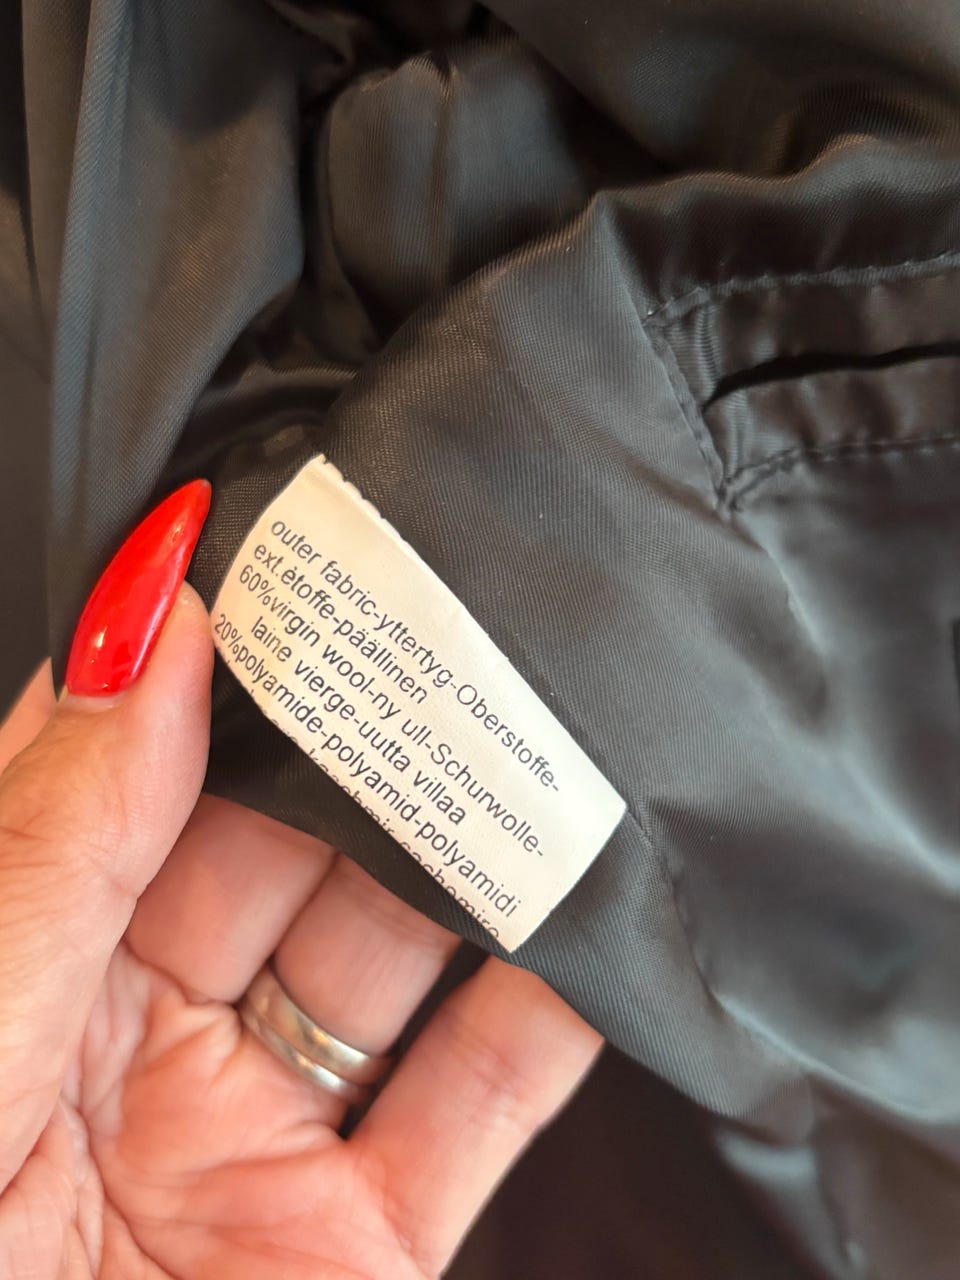 outer fabric-yttertyg-Oberstoffe-
ext.étoffe-päällinen
60%virgin wool-ny ull-Schurwolle-
laine vierge-uutta villaa
20%polyamide-polyamid-polyamidi